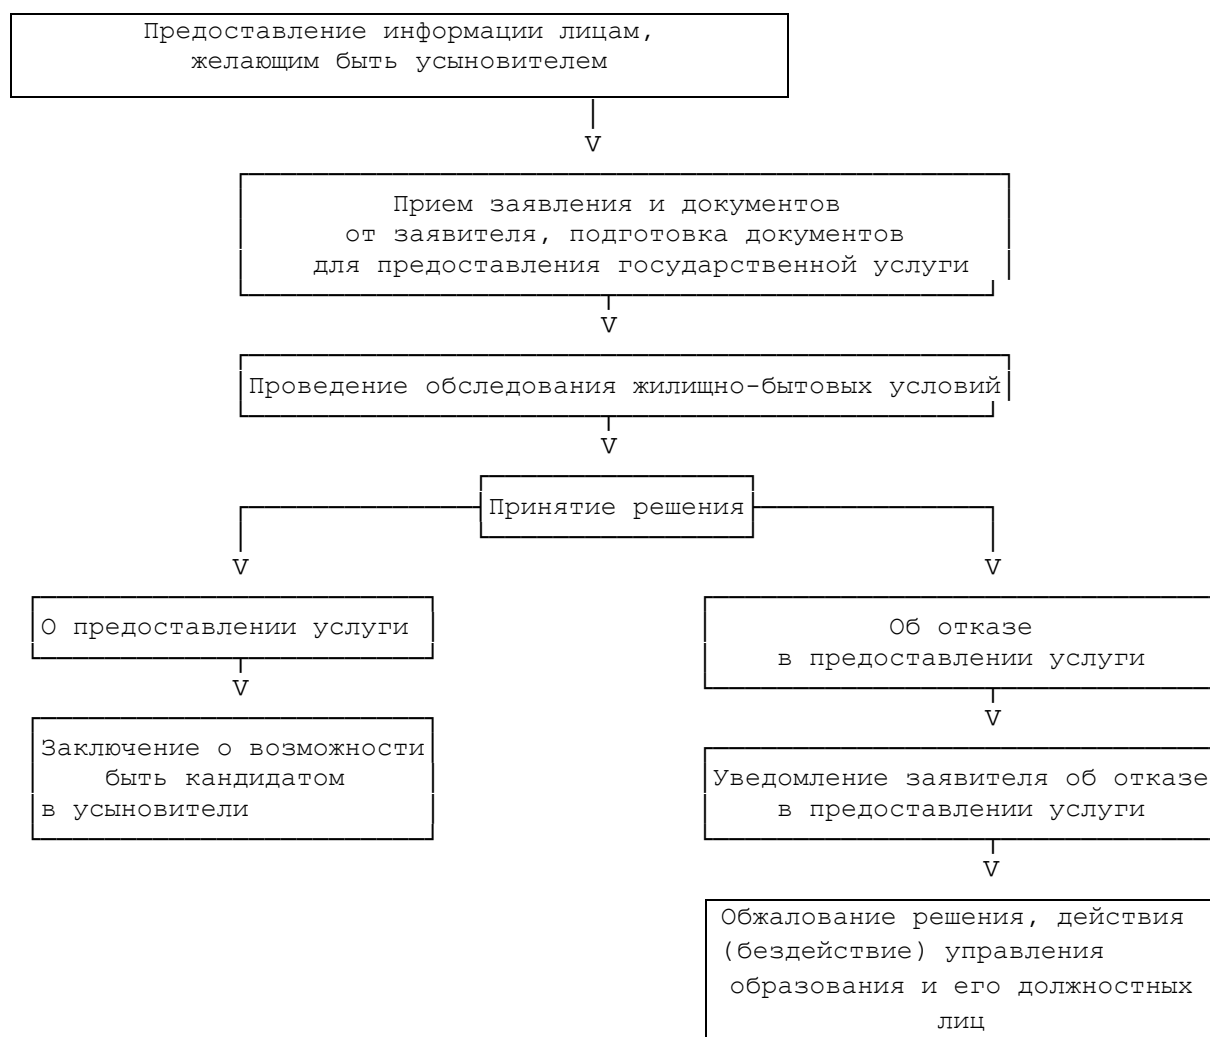 Предоставление информации лицам,
желающим быть усыновителем
V
Прием заявления и документов
от заявителя, подготовка документов
для предоставления государственной услуги
V
Проведение обследования жилищно-бытовых условий
V
Принятие решения
V
V
О предоставлении услуги
V
Заключение о возможности
быть кандидатом
в усыновители
Об отказе
в предоставлении услуги
V
Уведомление заявителя об отказе
в предоставлении услуги
V
Обжалование решения, действия
(бездействие) управления
образования и его должностных
лиц